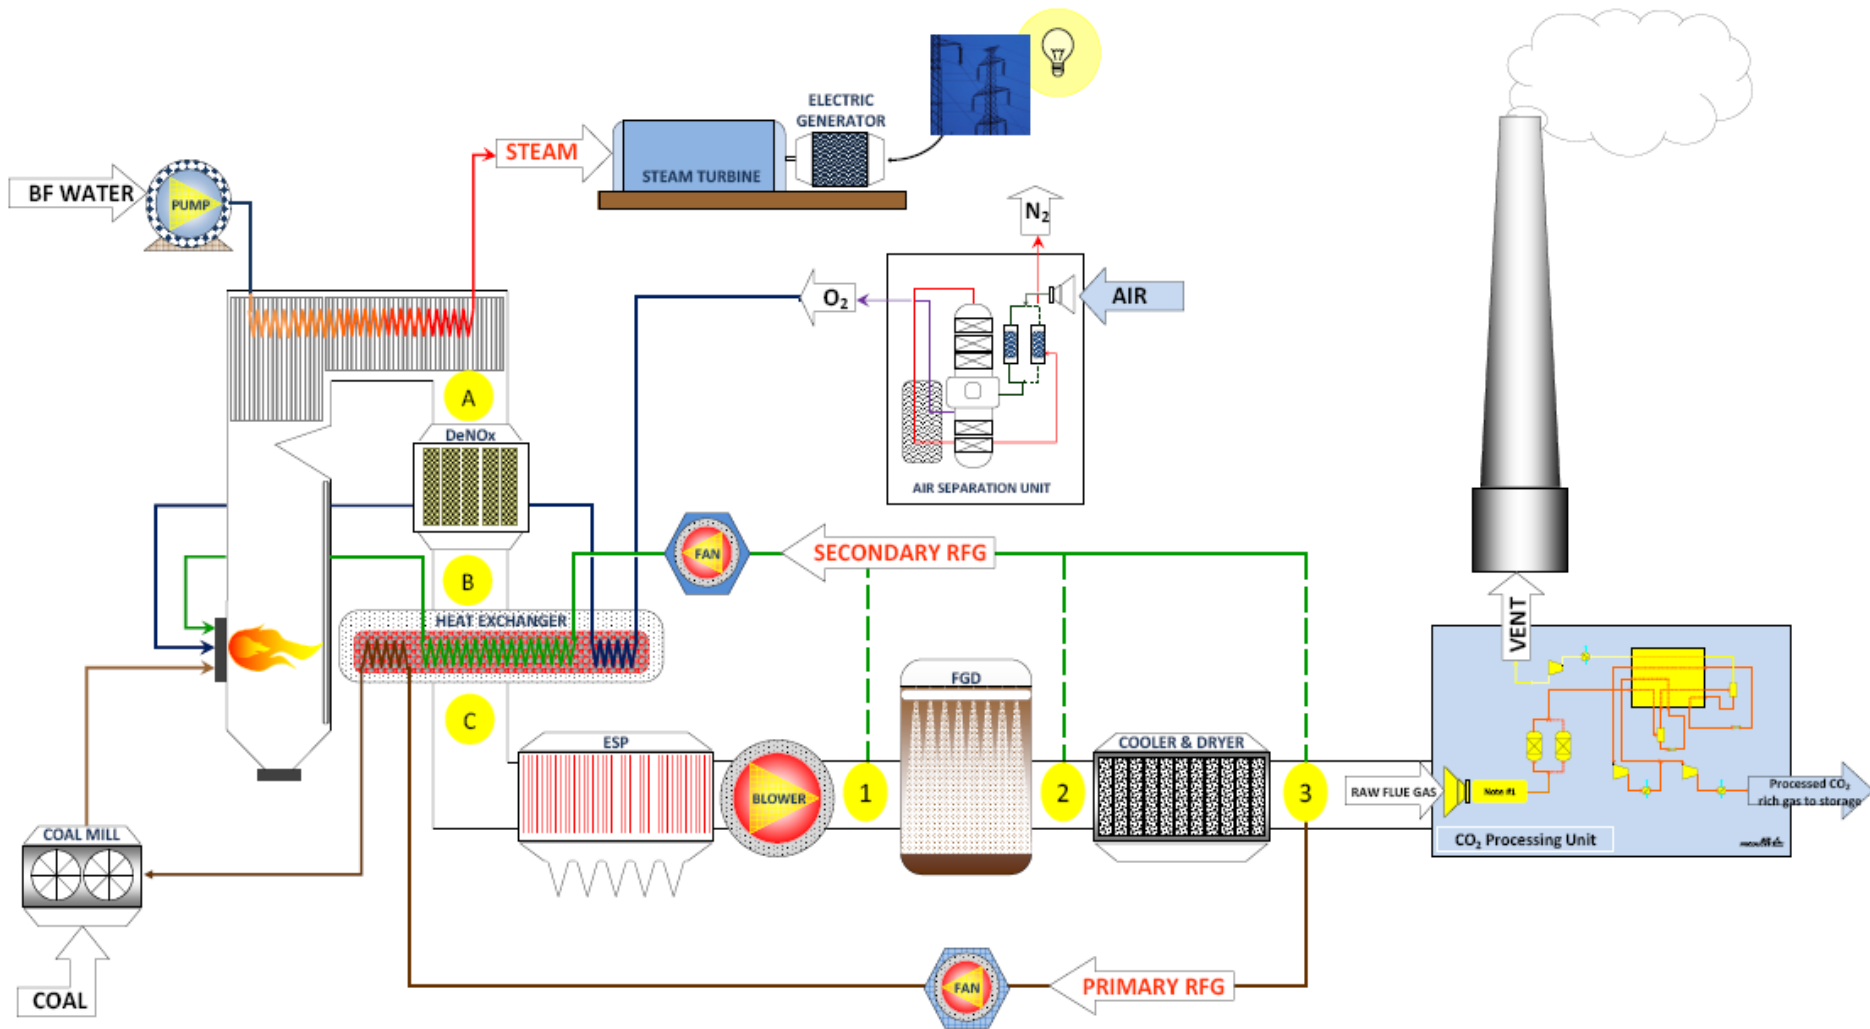 ELECTRIC
GENERATOR
STEAM
STEAM TURBINE
BF WATER
PUMP
N₂
O₂
AIR
A
DeNOx
AIR SEPARATION UNIT
FAN
SECONDARY RFG
B
HEAT EXCHANGER
VENT
C
FGD
ESP
COOLER & DRYER
BLOWER
1
2
3
RAW FLUE GAS
Note #1
Processed CO₂
rich gas to storage
COAL MILL
CO₂ Processing Unit
FAN
PRIMARY RFG
COAL